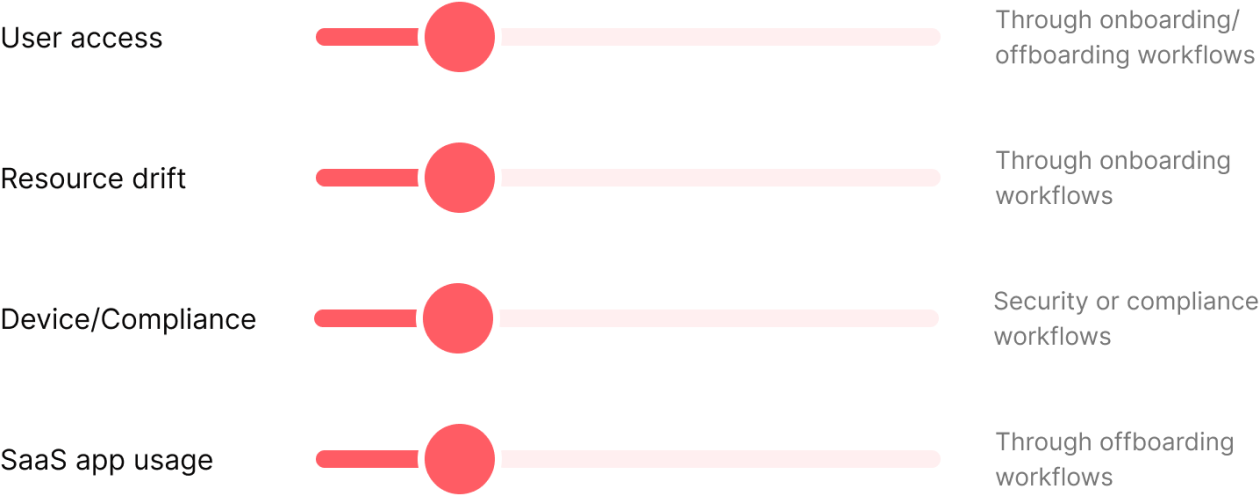 User access
Through onboarding/
offboarding workflows
Resource drift
Through onboarding
workflows
Device/Compliance
Security or compliance
workflows
SaaS app usage
Through offboarding
workflows